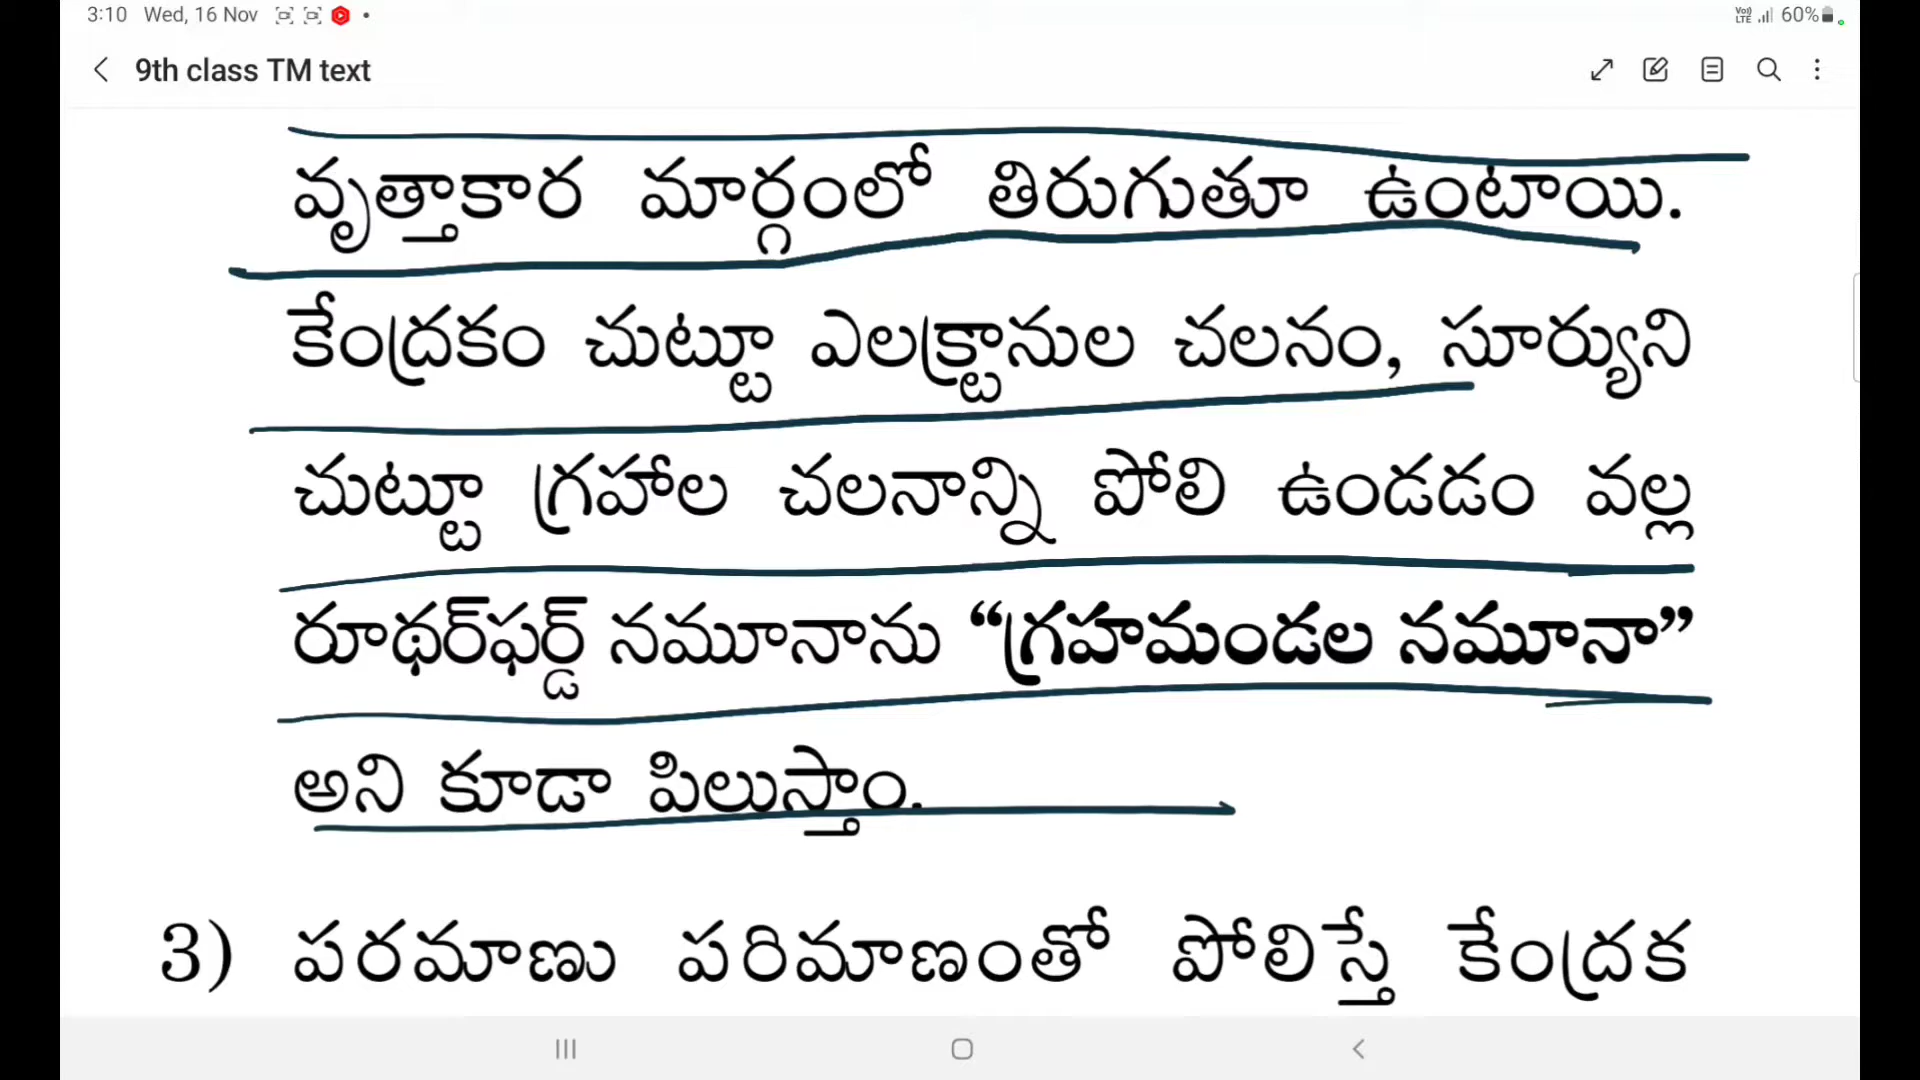 3:10 Wed, 16 Nov
60%
9th class TM text
వృత్తాకార మార్గంలో తిరుగుతూ ఉంటాయి.
కేంద్రకం చుట్టూ ఎలక్ట్రానుల చలనం, సూర్యుని
చుట్టూ గ్రహాల చలనాన్ని పోలి ఉండడం వల్ల
రూథర్‌ఫర్డ్ నమూనాను “గ్రహమండల నమూనా”
అని కూడా పిలుస్తాం.
3) పరమాణు పరిమాణంతో పోలిస్తే కేంద్రక